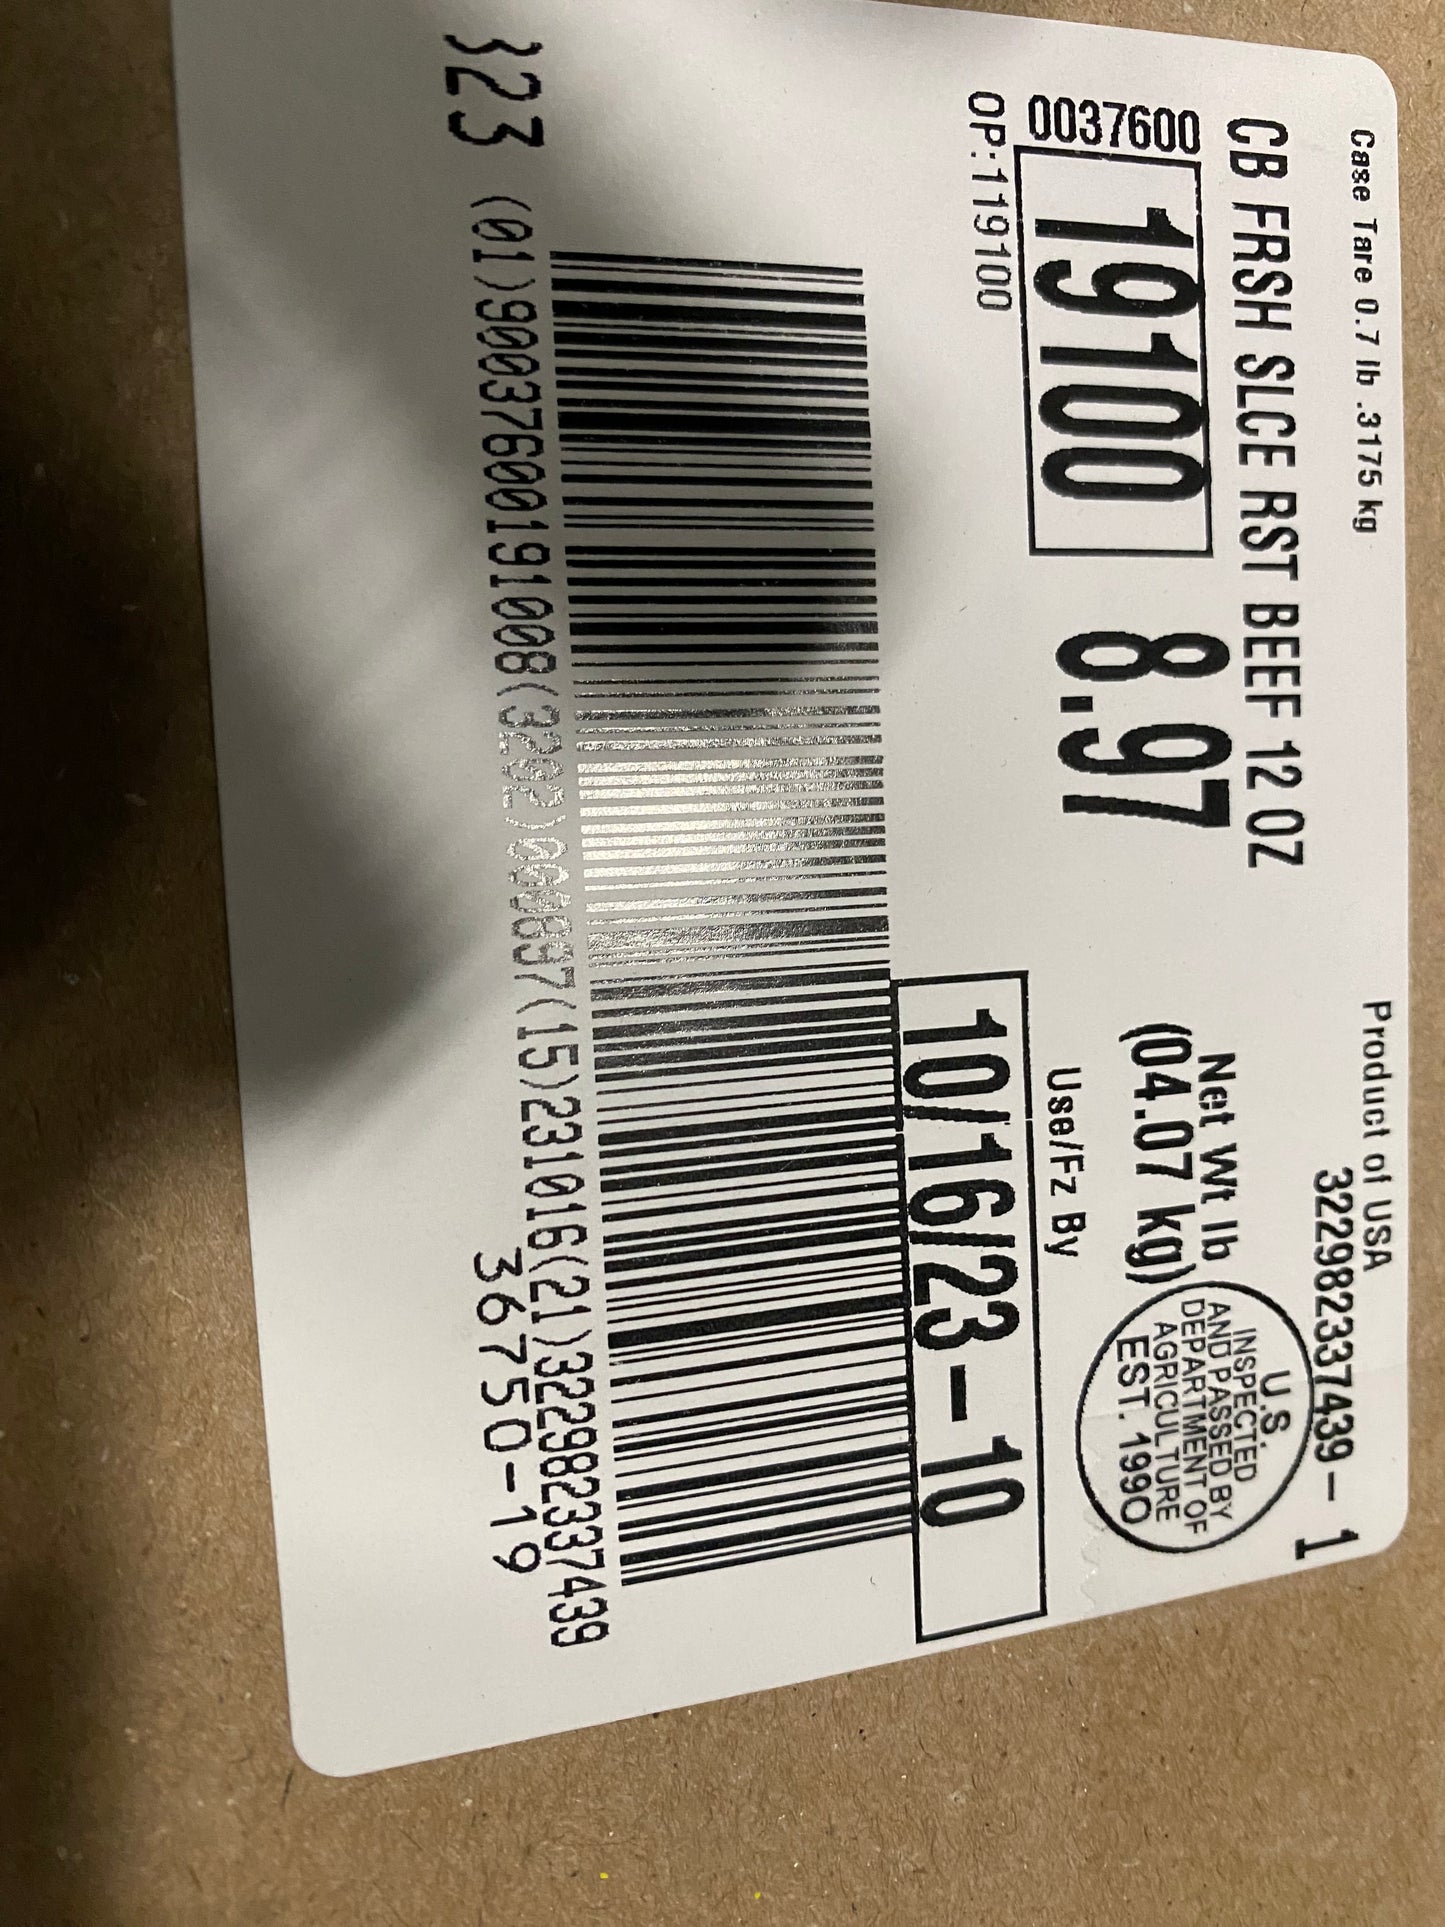 Case Tare 0.7 lb .3175 kg
Product of USA
322982337439-1
CB FRSH SLCE RST BEEF 12 OZ
0037600
19100
8.97
Net Wt lb
(04.07 kg)
U.S.
INSPECTED
AND PASSED BY
DEPARTMENT OF
AGRICULTURE
EST. 1990
OP:119100
Use/Fz By
10/16/23-10
(01)90037600191008(3202)000897(15)231016(21)322982337439
323
36750-19